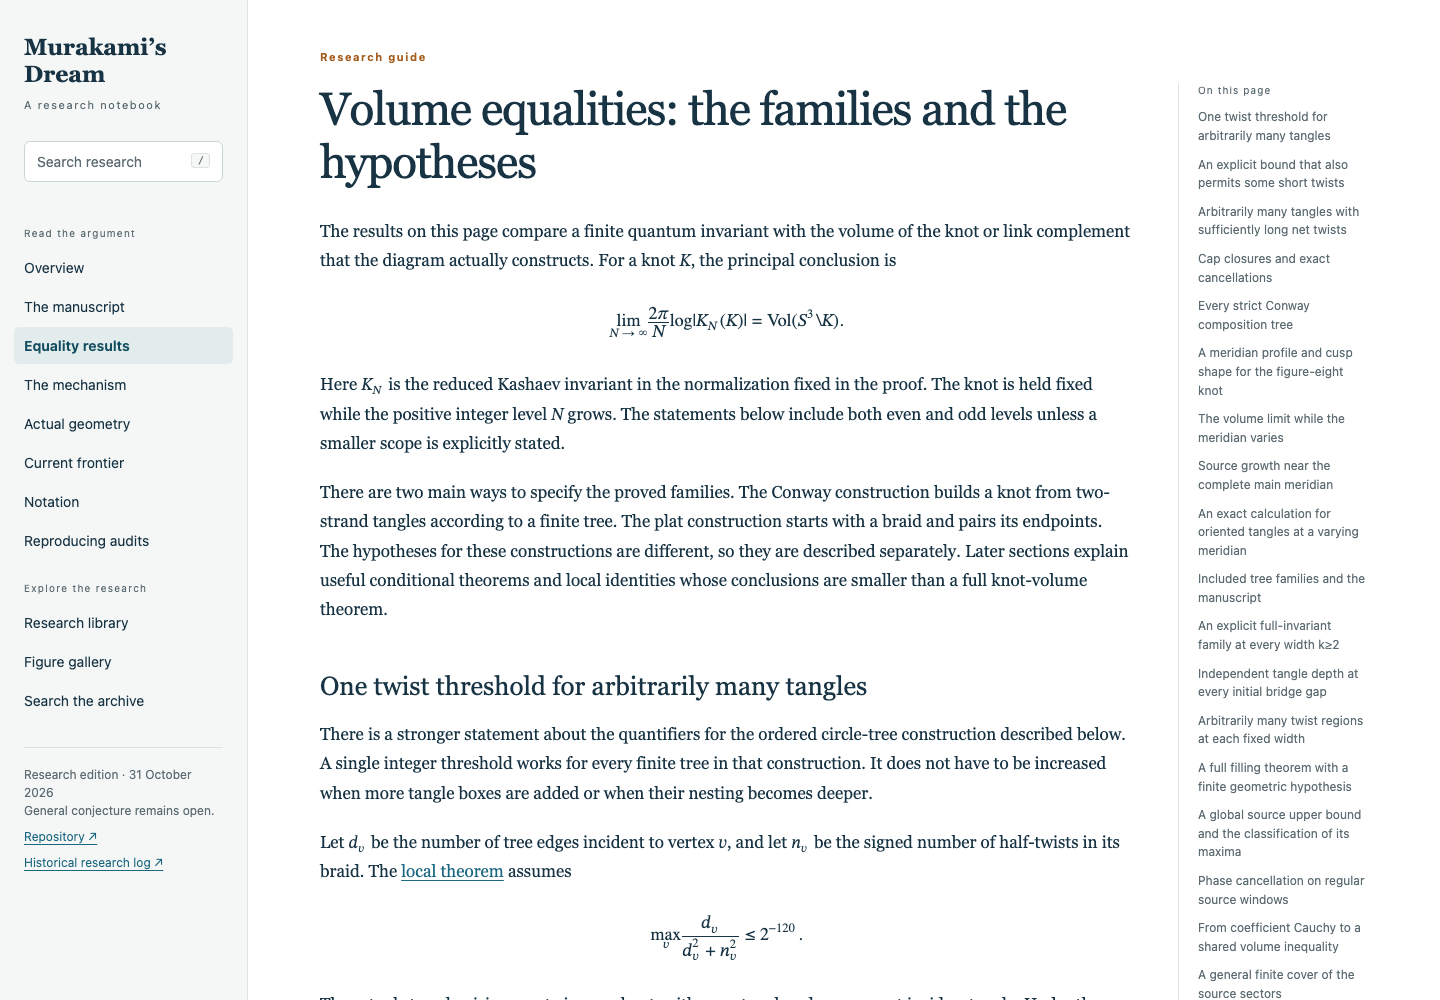 Murakami’s
Dream
A research notebook
Search research /
Read the argument
Overview
The manuscript
Equality results
The mechanism
Actual geometry
Current frontier
Notation
Reproducing audits
Explore the research
Research library
Figure gallery
Search the archive
Research edition · 31 October
2026
General conjecture remains open.
Repository ↗
Historical research log ↗
Research guide
Volume equalities: the families and the
hypotheses
The results on this page compare a finite quantum invariant with the volume of the knot or link complement
that the diagram actually constructs. For a knot K, the principal conclusion is
lim N → ∞ 2π/N log|K_N(K)| = Vol(S³ \ K).
Here K_N is the reduced Kashaev invariant in the normalization fixed in the proof. The knot is held fixed
while the positive integer level N grows. The statements below include both even and odd levels unless a
smaller scope is explicitly stated.
There are two main ways to specify the proved families. The Conway construction builds a knot from two-
strand tangles according to a finite tree. The plat construction starts with a braid and pairs its endpoints.
The hypotheses for these constructions are different, so they are described separately. Later sections explain
useful conditional theorems and local identities whose conclusions are smaller than a full knot-volume
theorem.
One twist threshold for arbitrarily many tangles
There is a stronger statement about the quantifiers for the ordered circle-tree construction described below.
A single integer threshold works for every finite tree in that construction. It does not have to be increased
when more tangle boxes are added or when their nesting becomes deeper.
Let d_v be the number of tree edges incident to vertex v, and let n_v be the signed number of half-twists in its
braid. The local theorem assumes
max_v d_v / (d_v² + n_v²) ≤ 2⁻¹²⁰.
On this page
One twist threshold for
arbitrarily many tangles
An explicit bound that also
permits some short twists
Arbitrarily many tangles with
sufficiently long net twists
Cap closures and exact
cancellations
Every strict Conway
composition tree
A meridian profile and cusp
shape for the figure-eight
knot
The volume limit while the
meridian varies
Source growth near the
complete main meridian
An exact calculation for
oriented tangles at a varying
meridian
Included tree families and the
manuscript
An explicit full-invariant
family at every width k≥2
Independent tangle depth at
every initial bridge gap
Arbitrarily many twist regions
at each fixed width
A full filling theorem with a
finite geometric hypothesis
A global source upper bound
and the classification of its
maxima
Phase cancellation on regular
source windows
From coefficient Cauchy to a
shared volume inequality
A general finite cover of the
source sectors